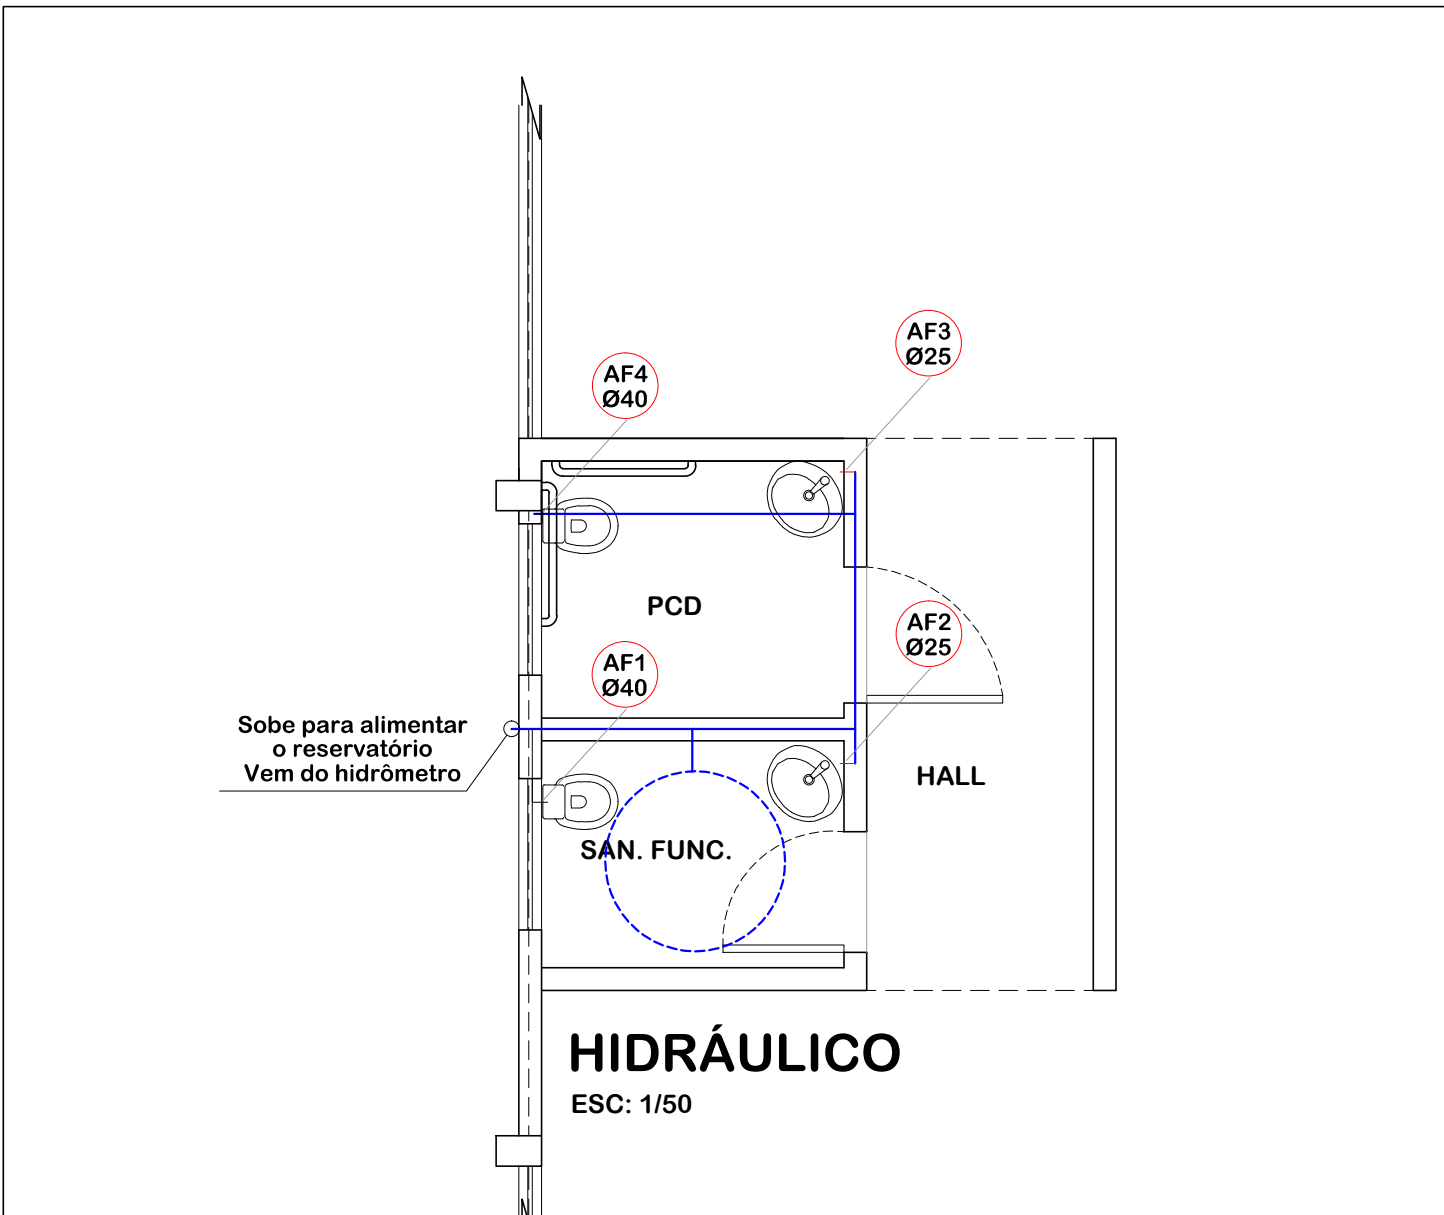 AF3
Ø25
AF4
Ø40
PCD
AF2
Ø25
AF1
Ø40
Sobe para alimentar
o reservatório
Vem do hidrômetro
HALL
SAN. FUNC.
HIDRÁULICO
ESC: 1/50